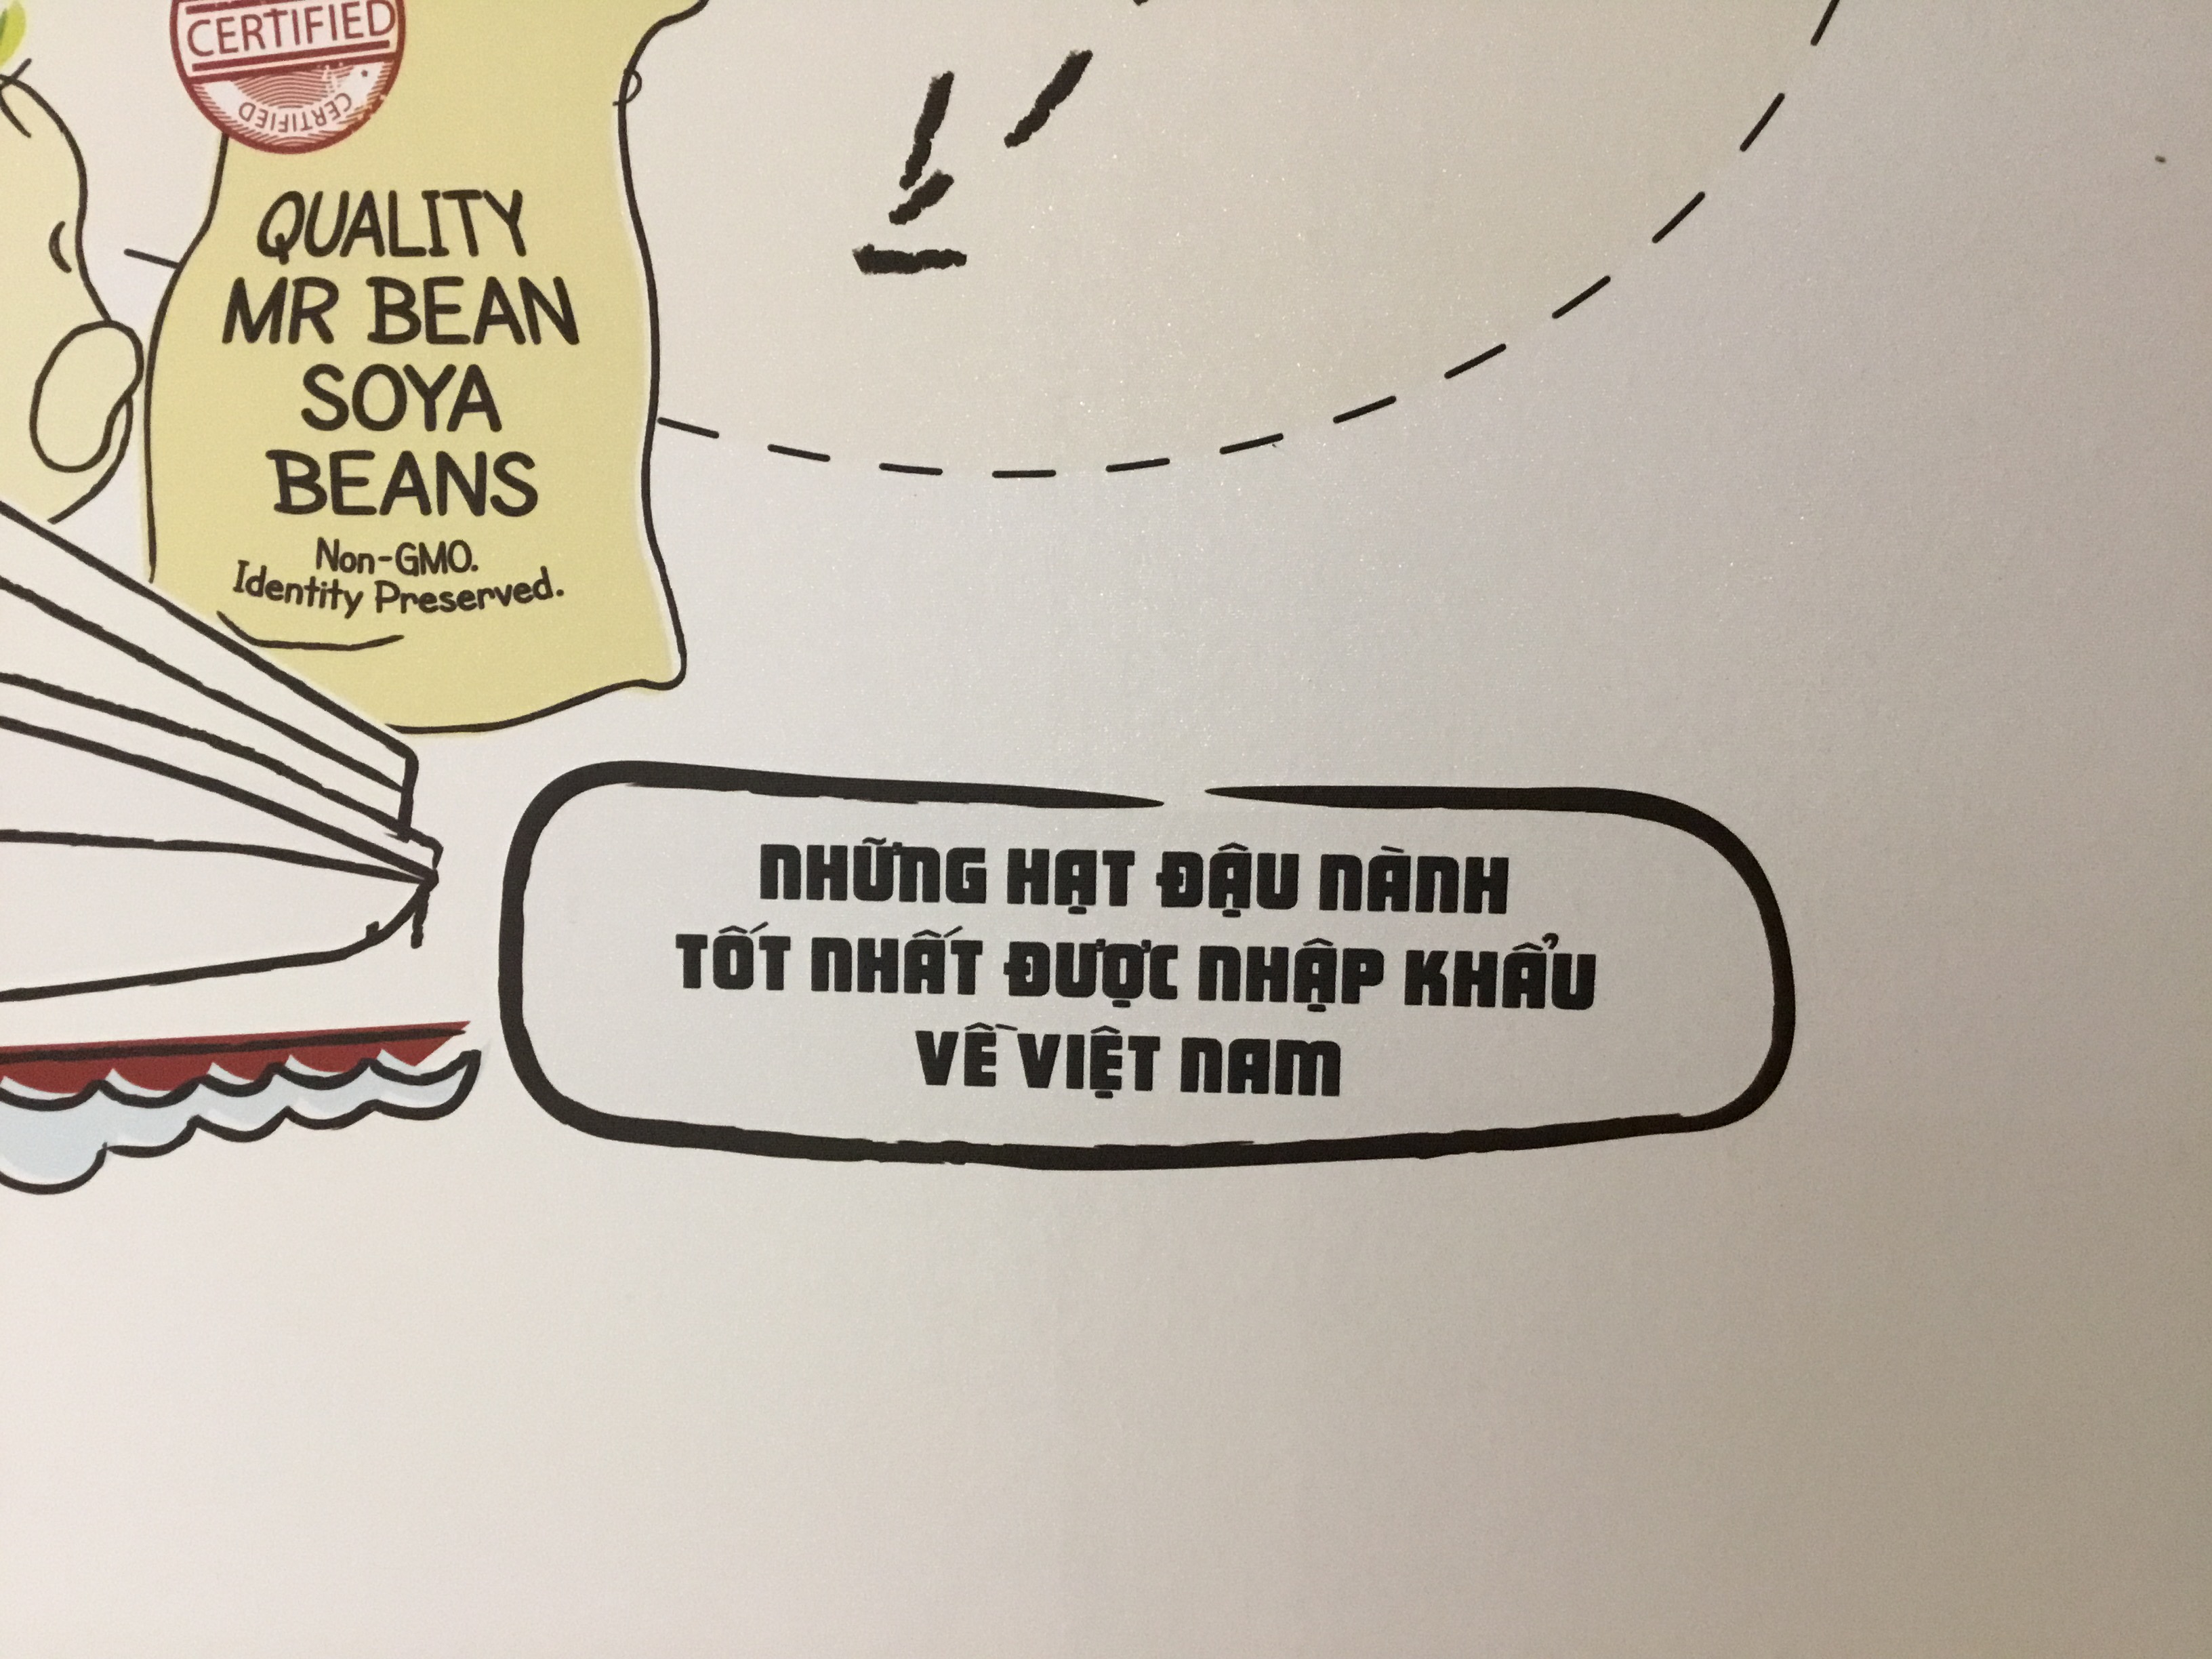 CERTIFIED
CERTIFIED
QUALITY
MR BEAN
SOYA
BEANS
Non-GMO.
Identity Preserved.
NHỮNG HẠT ĐẬU NÀNH
TỐT NHẤT ĐƯỢC NHẬP KHẨU
VỀ VIỆT NAM